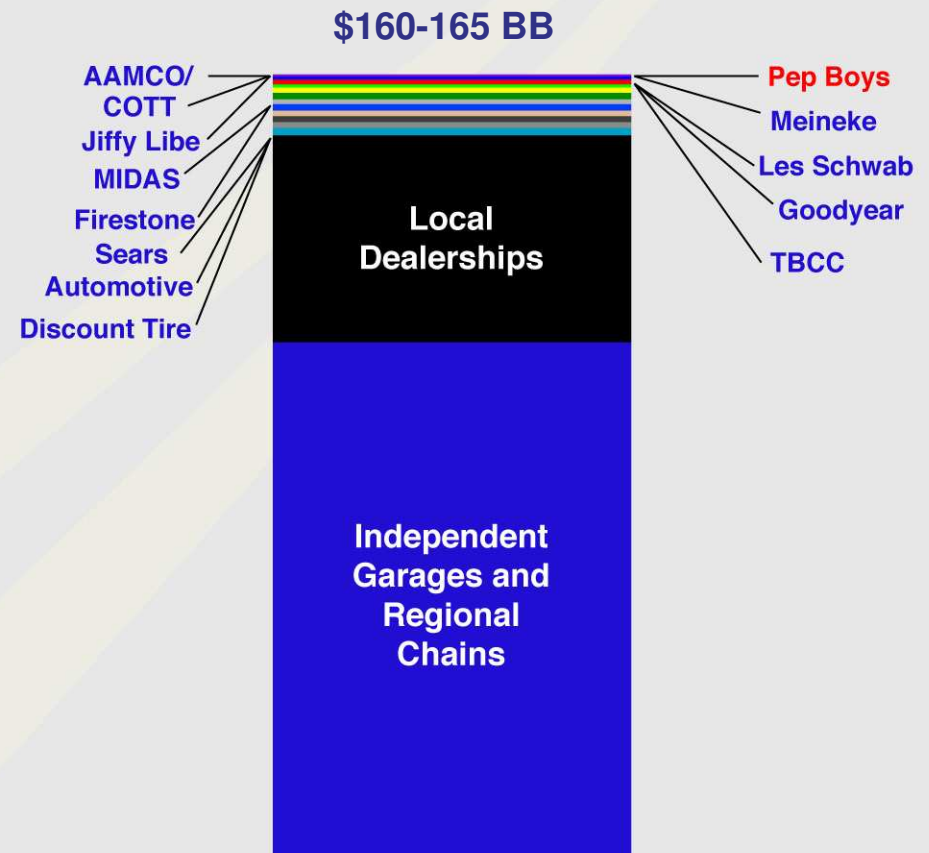 $160-165 BB
AAMCO/
COTT
Jiffy Libe
MIDAS
Firestone
Sears
Automotive
Discount Tire
Pep Boys
Meineke
Les Schwab
Goodyear
TBCC
Local
Dealerships
Independent
Garages and
Regional
Chains